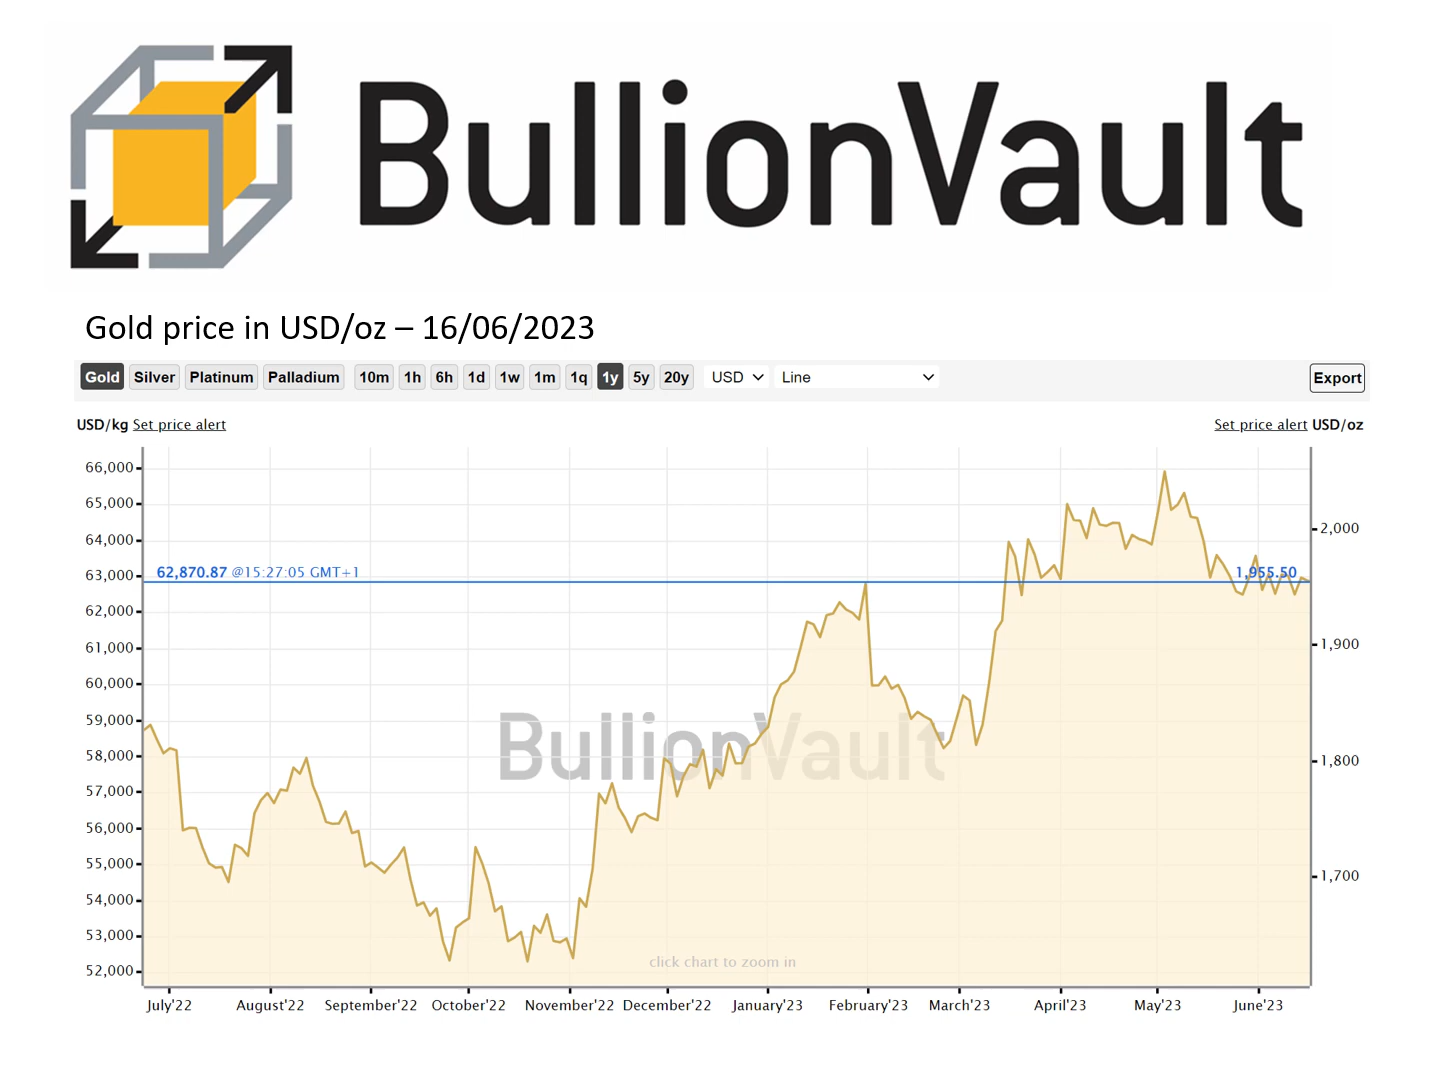 BullionVault
Gold price in USD/oz – 16/06/2023
Gold Silver Platinum Palladium 10m 1h 6h 1d 1w 1m 1q 1y 5y 20y USD Line Export
USD/kg Set price alert Set price alert USD/oz
66,000
65,000
2,000
64,000
62,870.87 @15:27:05 GMT+1 1,955.50
63,000
62,000
1,900
61,000
60,000
59,000
BullionVault
58,000
1,800
57,000
56,000
55,000
1,700
54,000
53,000
click chart to zoom in
52,000
July'22 August'22 September'22 October'22 November'22 December'22 January'23 February'23 March'23 April'23 May'23 June'23